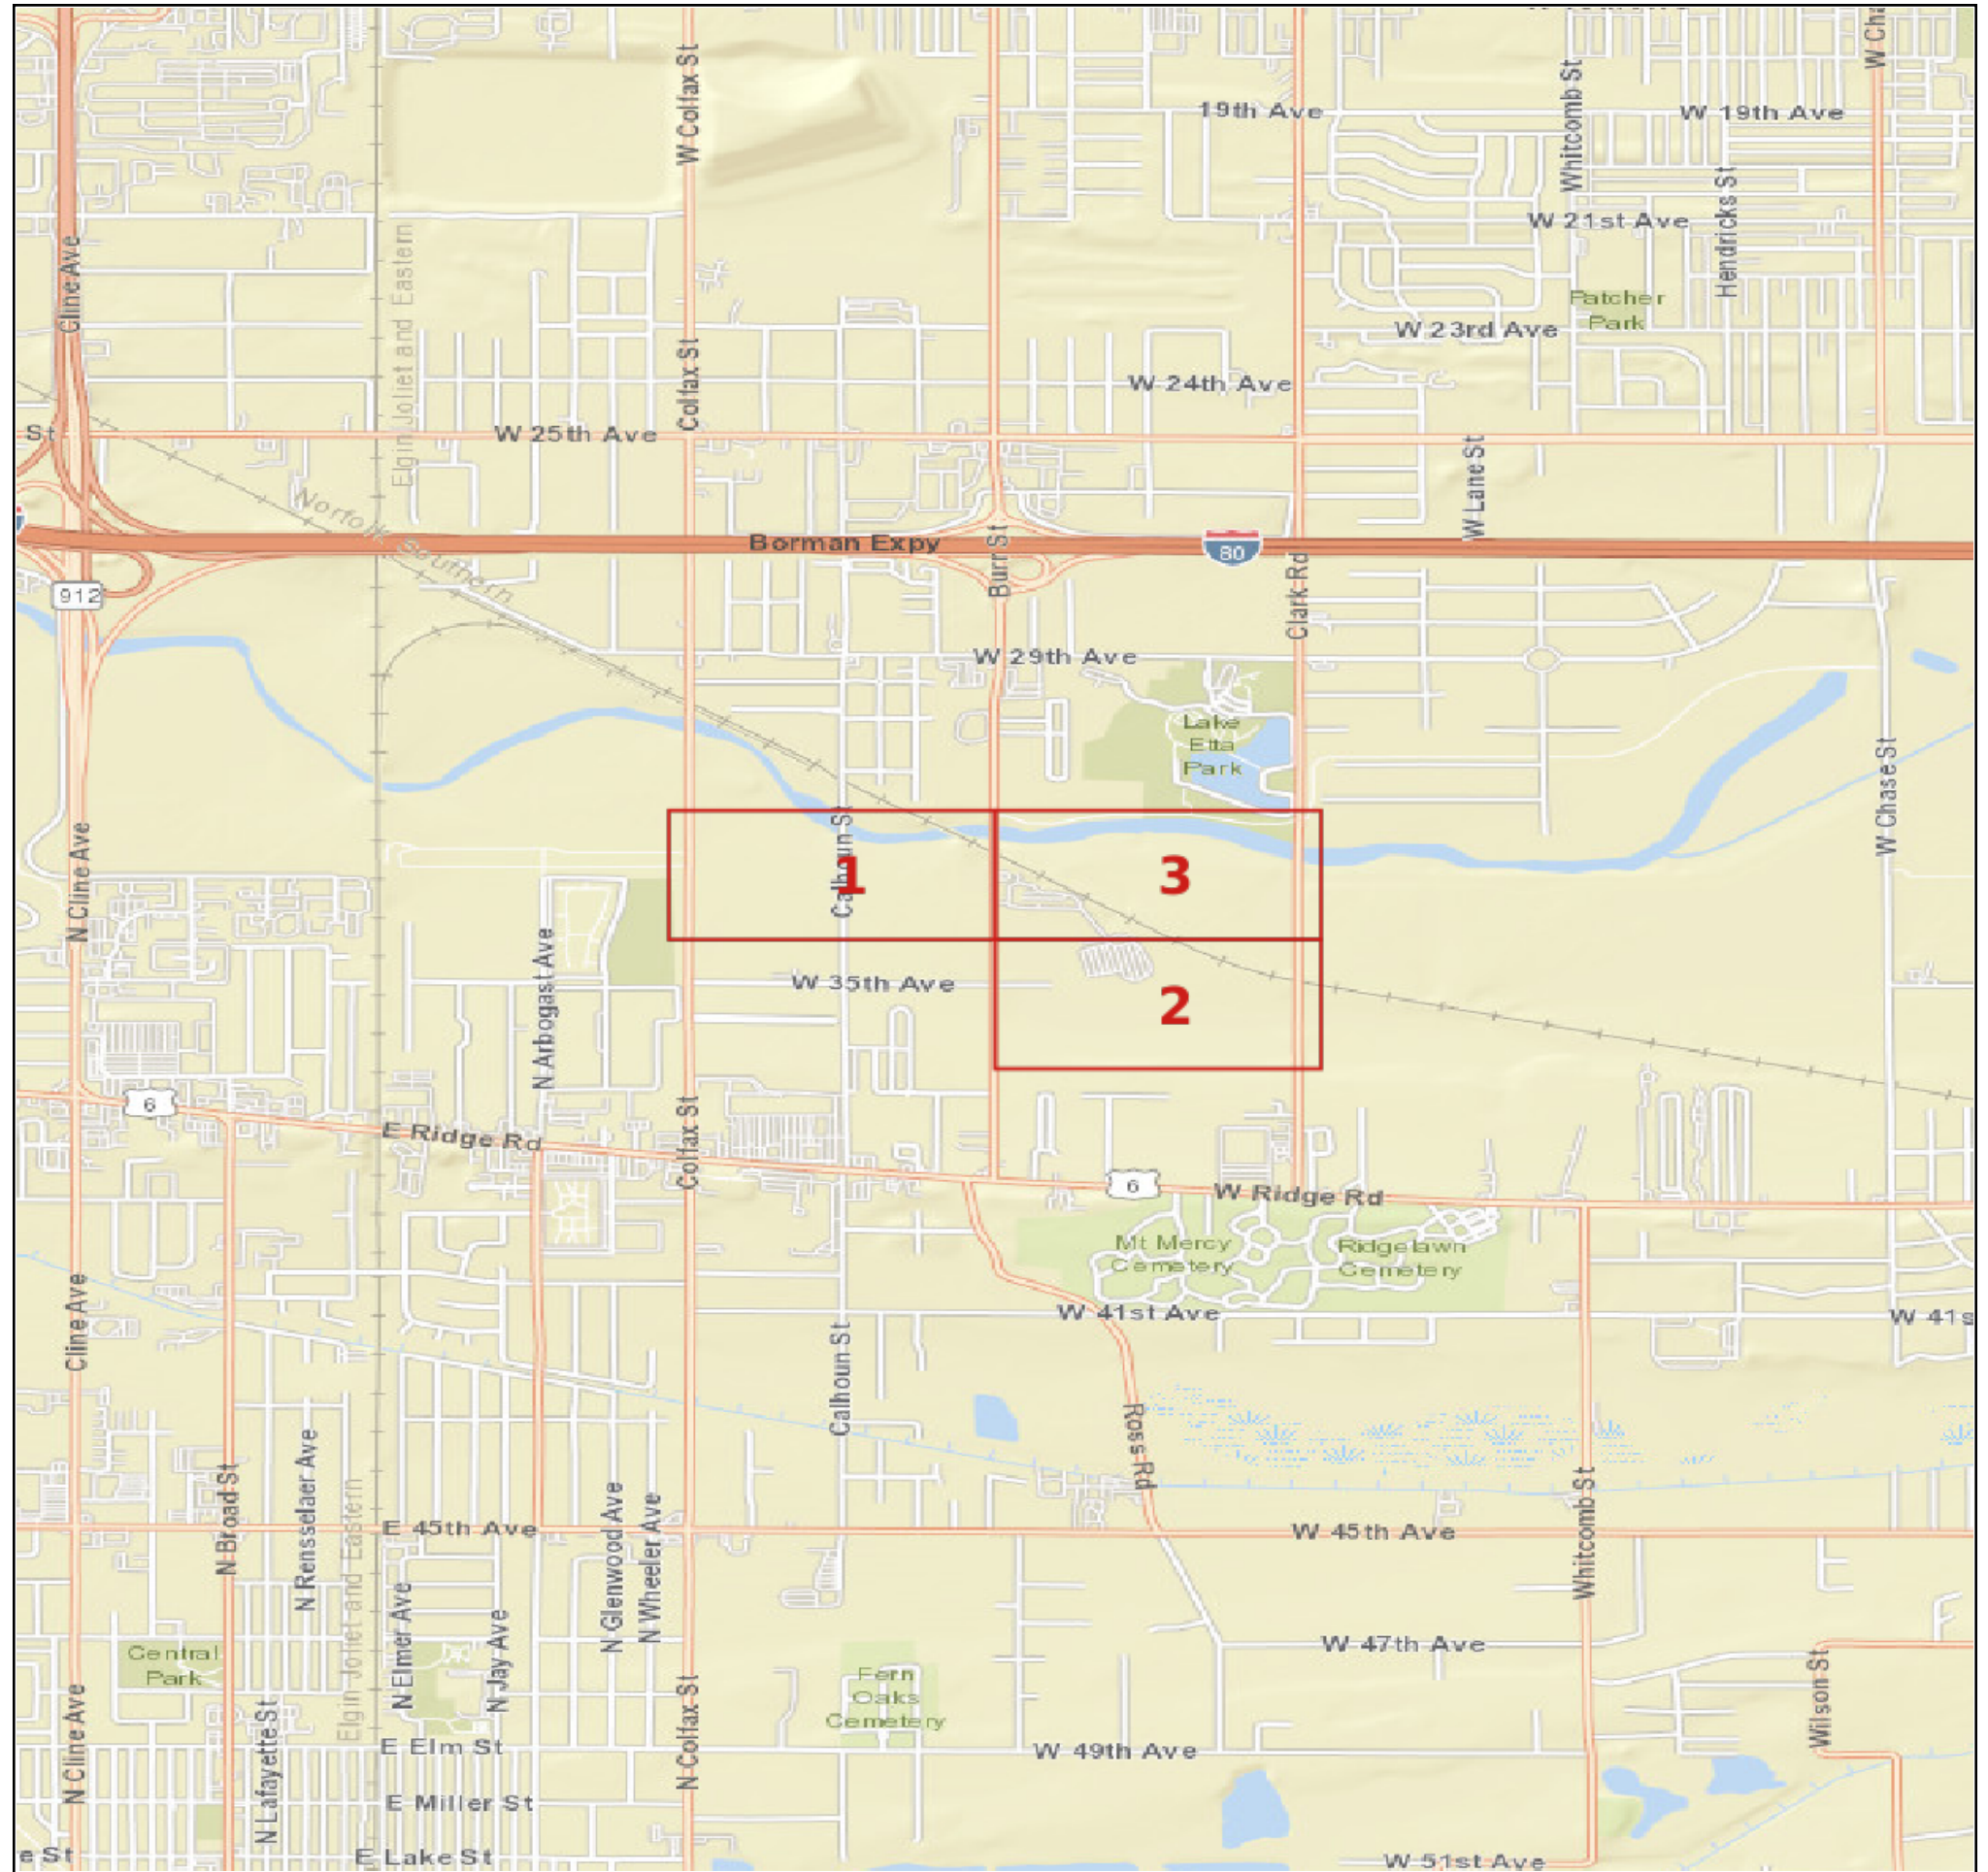 W Colfax St
W Ch
19th Ave
Whitcomb St
W 19th Ave
Hendricks St
W 21st Ave
Cline Ave
Elgin Joliet and Eastern
Patcher
Park
W 23rd Ave
Colfax St
W 24th Ave
St
W 25th Ave
W Lane St
Norfolk Southern
Borman Expy
Burr St
80
Clark Rd
912
W 29th Ave
Lake
Etta
Park
W Chase St
N Cline Ave
Calhoun St
1
3
N Arbogast Ave
W 35th Ave
2
6
E Ridge Rd
Colfax St
6
W Ridge Rd
Mt Mercy
Cemetery
Ridgelawn
Cemetery
W 41st Ave
W 41s
Cline Ave
Calhoun St
Ross Rd
N Broad St
N Rensselaer Ave
Elgin Joliet and Eastern
E 45th Ave
N Glenwood Ave
N Wheeler Ave
W 45th Ave
Whitcomb St
N Elmer Ave
N Jay Ave
W 47th Ave
Central
Park
Fern
Oaks
Cemetery
Wilson St
N Cline Ave
N Lafayette St
N Colfax St
E Elm St
W 49th Ave
E Miller St
E Lake St
W 51st Ave